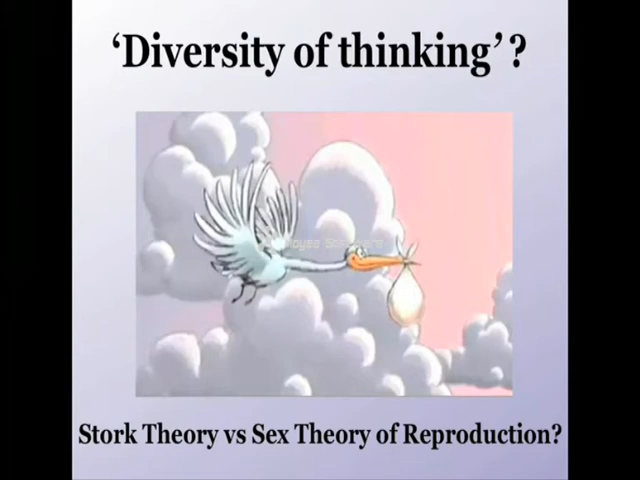 ‘Diversity of thinking’?
Stork Theory vs Sex Theory of Reproduction?